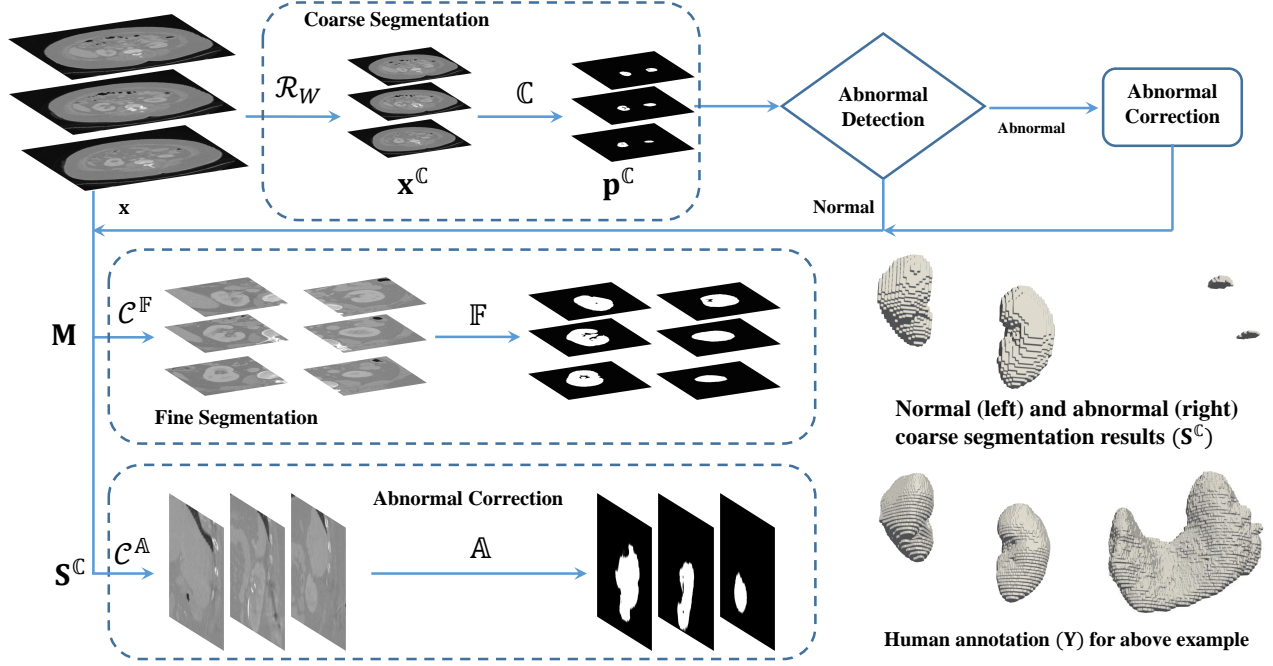 Coarse Segmentation
ℛ_W
ℂ
𝐱^ℂ
𝐩^ℂ
Abnormal
Detection
Abnormal
Abnormal
Correction
𝐱
Normal
𝐌
𝒞^𝔽
𝔽
Fine Segmentation
Normal (left) and abnormal (right)
coarse segmentation results (𝐒^ℂ)
Abnormal Correction
𝐒^ℂ
𝒞^𝔸
𝔸
Human annotation (𝐘) for above example